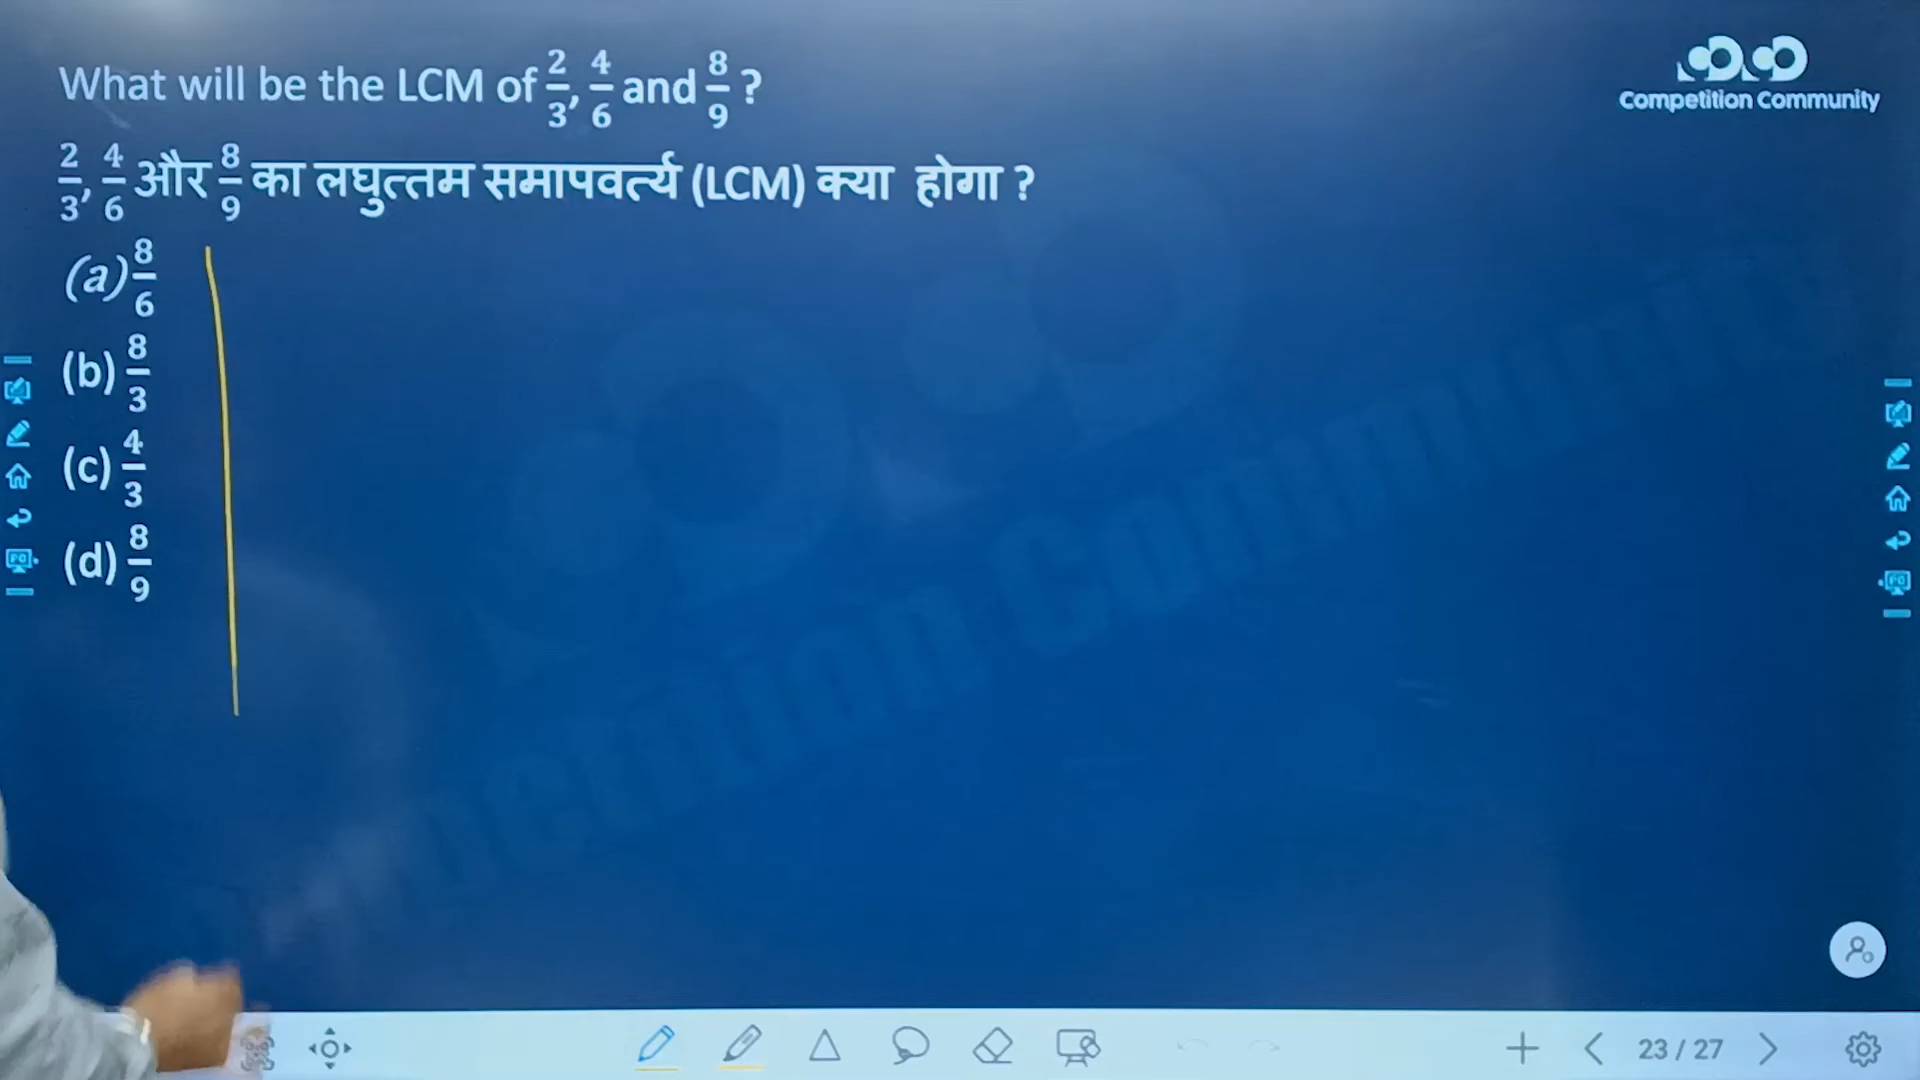 What will be the LCM of 2/3, 4/6 and 8/9 ?
2/3, 4/6 और 8/9 का लघुत्तम समापवर्त्य (LCM) क्या होगा ?
(a) 8/6
(b) 8/3
(c) 4/3
(d) 8/9
Competition Community
23 / 27